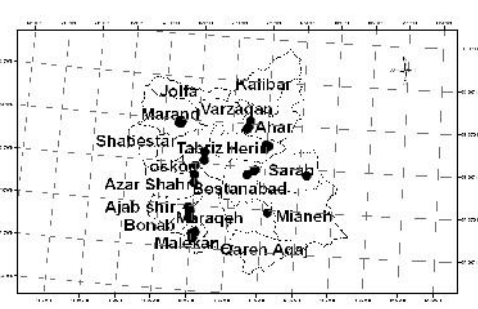 Jolfa
Kalibar
Marand
Varzaqan
Ahar
Shabestar
Tabriz
Heris
oskou
Sarab
Azar Shahr
Bostanabad
Ajab shir
Maraqeh
Mianeh
Bonab
Malekan
Qareh Aqaj